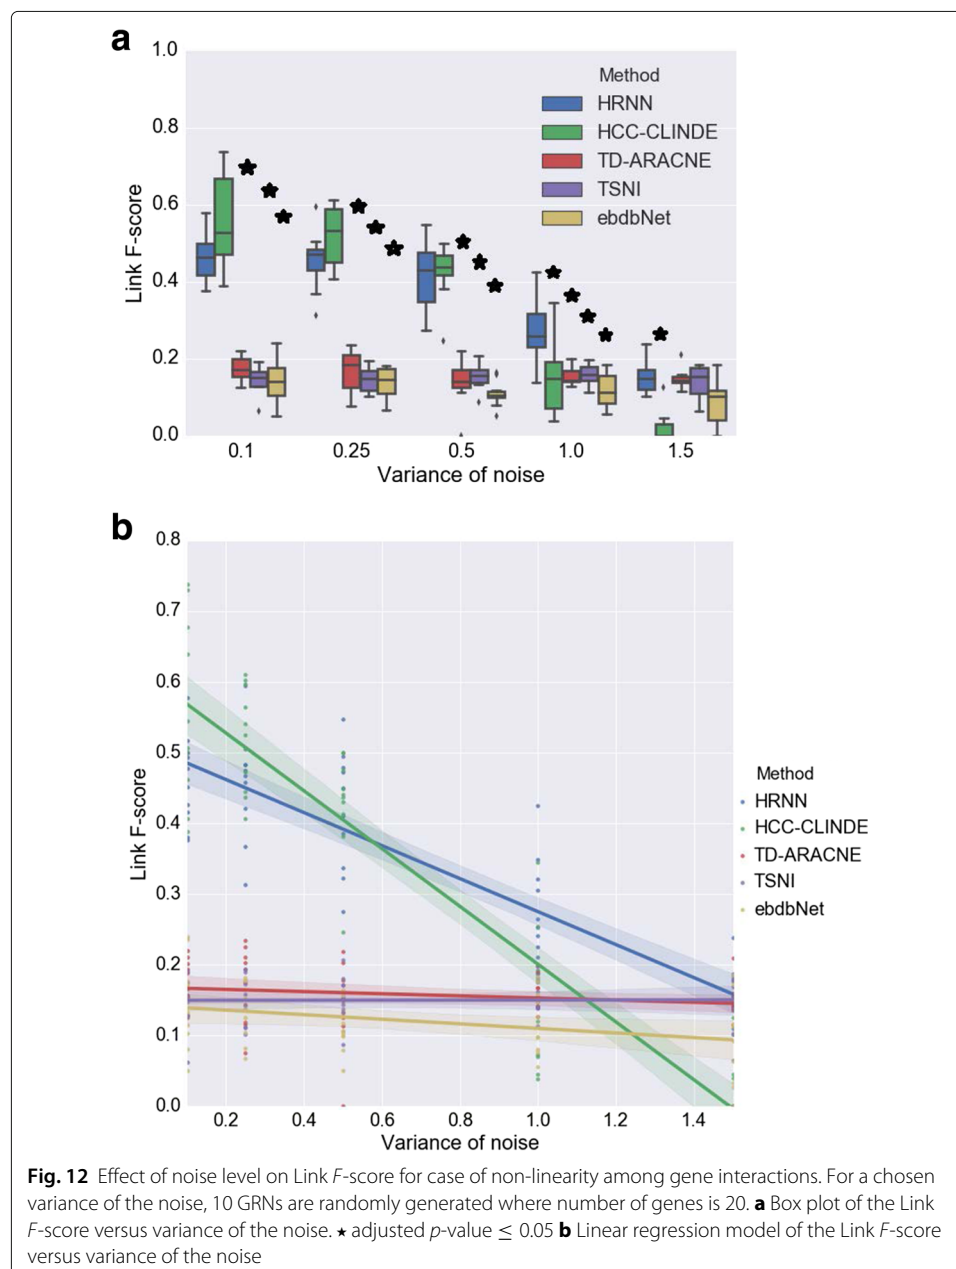 a
1.0
0.8
0.6
0.4
0.2
0.0
Link F-score
Method
HRNN
HCC-CLINDE
TD-ARACNE
TSNI
ebdbNet
0.1 0.25 0.5 1.0 1.5
Variance of noise
b
0.8
0.7
0.6
0.5
0.4
0.3
0.2
0.1
0.0
Link F-score
Method
HRNN
HCC-CLINDE
TD-ARACNE
TSNI
ebdbNet
0.2 0.4 0.6 0.8 1.0 1.2 1.4
Variance of noise
Fig. 12 Effect of noise level on Link F-score for case of non-linearity among gene interactions. For a chosen
variance of the noise, 10 GRNs are randomly generated where number of genes is 20. a Box plot of the Link
F-score versus variance of the noise. ★ adjusted p-value ≤ 0.05 b Linear regression model of the Link F-score
versus variance of the noise